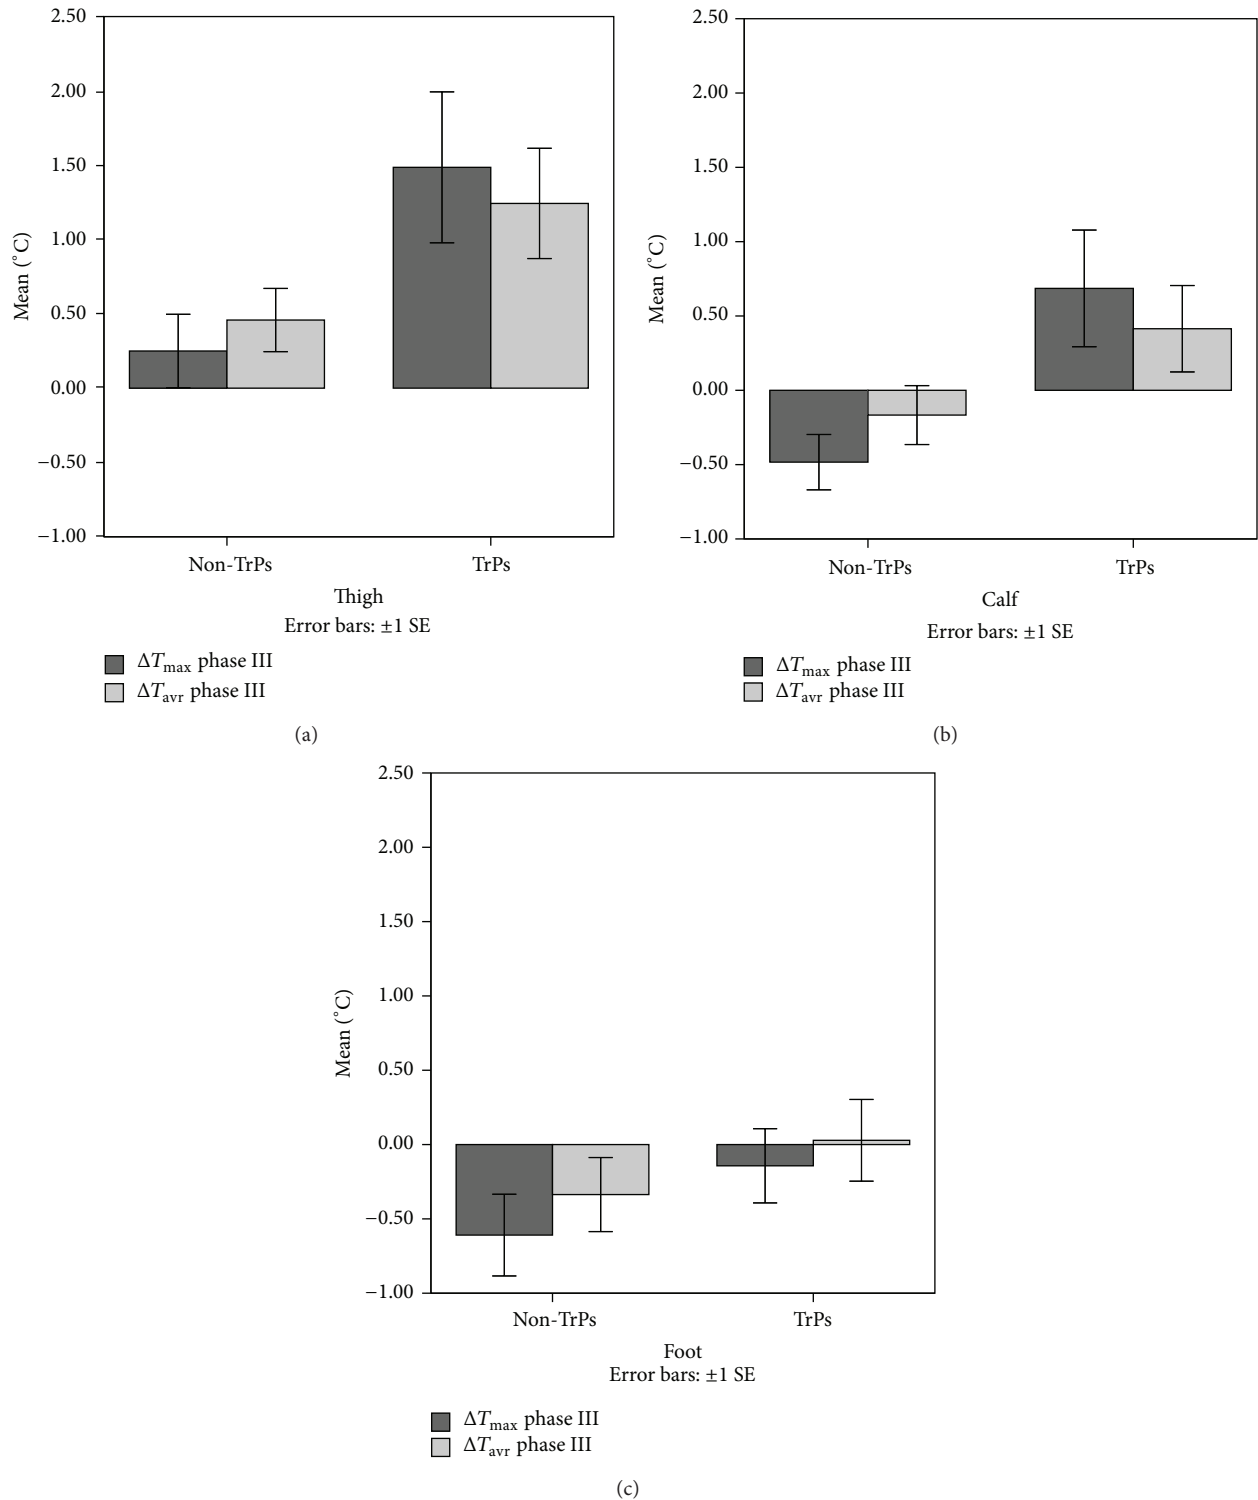 2.50
2.00
1.50
1.00
0.50
0.00
−0.50
−1.00
Mean (°C)
Non-TrPs TrPs
Thigh
Error bars: ±1 SE
ΔTmax phase III
ΔTavr phase III
(a)
2.50
2.00
1.50
1.00
0.50
0.00
−0.50
−1.00
Mean (°C)
Non-TrPs TrPs
Calf
Error bars: ±1 SE
ΔTmax phase III
ΔTavr phase III
(b)
2.50
2.00
1.50
1.00
0.50
0.00
−0.50
−1.00
Mean (°C)
Non-TrPs TrPs
Foot
Error bars: ±1 SE
ΔTmax phase III
ΔTavr phase III
(c)